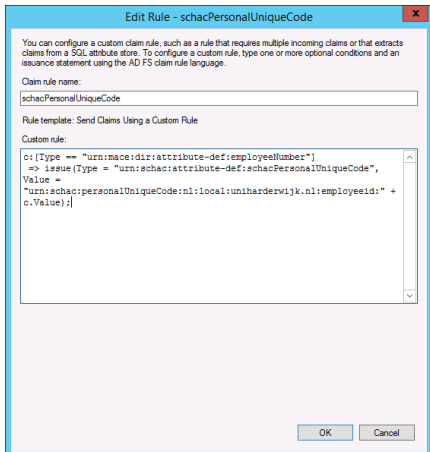 Edit Rule - schacPersonalUniqueCode
x
You can configure a custom claim rule, such as a rule that requires multiple incoming claims or that extracts
claims from a SQL attribute store. To configure a custom rule, type one or more optional conditions and an
issuance statement using the AD FS claim rule language.
Claim rule name:
schacPersonalUniqueCode
Rule template: Send Claims Using a Custom Rule
Custom rule:
c:[Type == "urn:mace:dir:attribute-def:employeeNumber"]
=> issue(Type = "urn:schac:attribute-def:schacPersonalUniqueCode",
Value =
"urn:schac:personalUniqueCode:nl:local:uniharderwijk.nl:employeeid:" +
c.Value);
OK Cancel